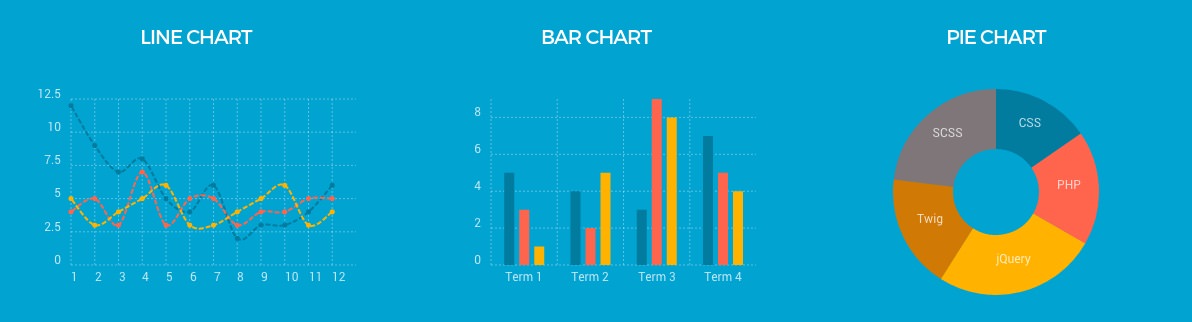 LINE CHART
12.5
10
7.5
5
2.5
0
1 2 3 4 5 6 7 8 9 10 11 12
BAR CHART
8
6
4
2
0
Term 1 Term 2 Term 3 Term 4
PIE CHART
SCSS
CSS
PHP
Twig
jQuery